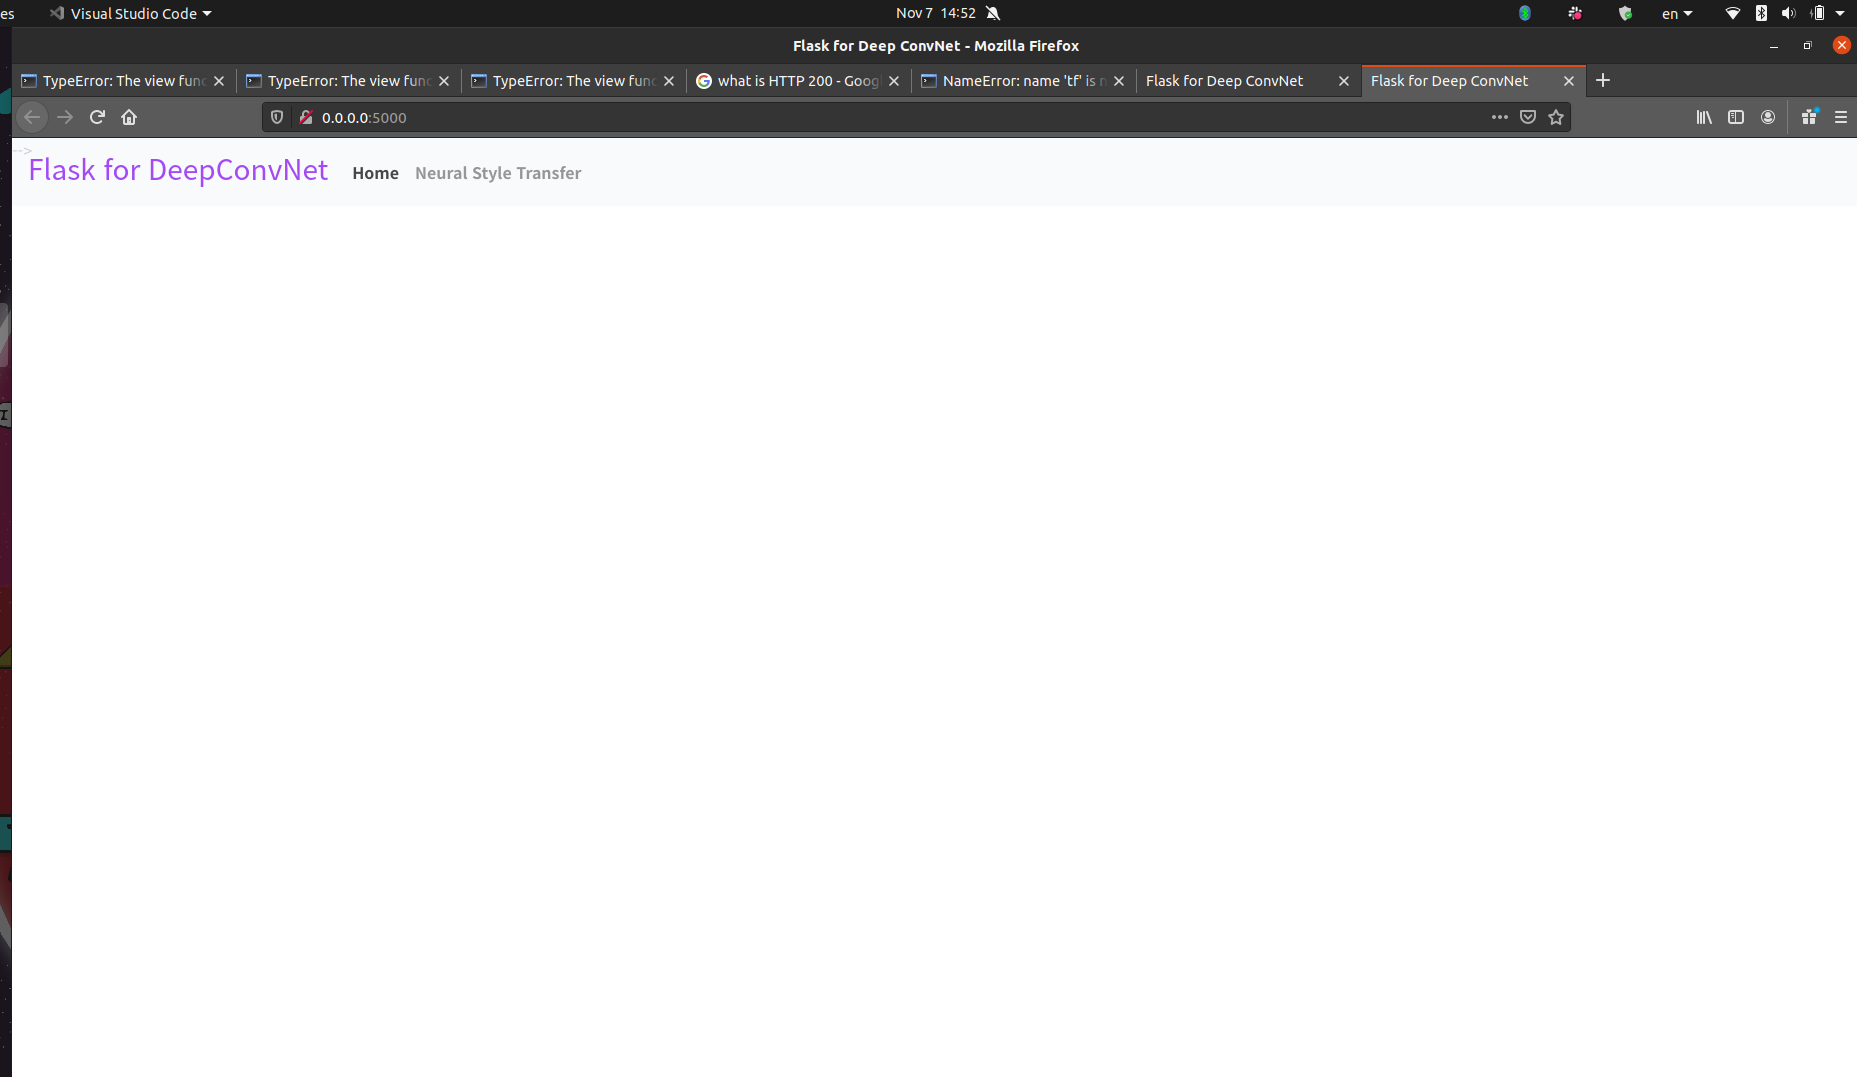 es Visual Studio Code Nov 7 14:52 en
Flask for Deep ConvNet - Mozilla Firefox
TypeError: The view func TypeError: The view func TypeError: The view func what is HTTP 200 - Goog NameError: name 'tf' is n Flask for Deep ConvNet Flask for Deep ConvNet
0.0.0.0:5000
-->
Flask for DeepConvNet Home Neural Style Transfer